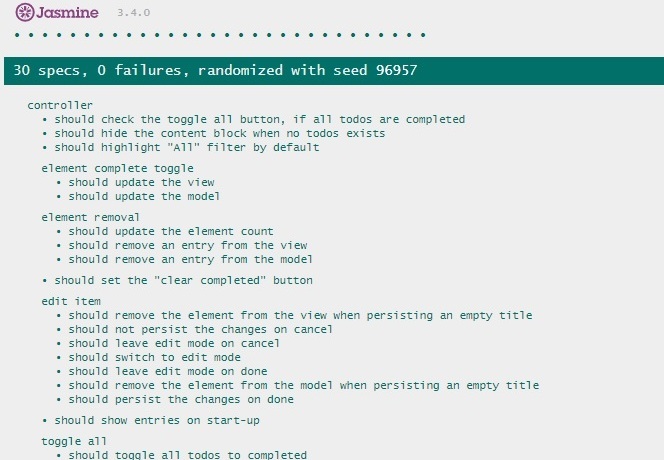 Jasmine 3.4.0
• • • • • • • • • • • • • • • • • • • • • • • • • • • • • •
30 specs, 0 failures, randomized with seed 96957
controller
• should check the toggle all button, if all todos are completed
• should hide the content block when no todos exists
• should highlight "All" filter by default
element complete toggle
• should update the view
• should update the model
element removal
• should update the element count
• should remove an entry from the view
• should remove an entry from the model
• should set the "clear completed" button
edit item
• should remove the element from the view when persisting an empty title
• should not persist the changes on cancel
• should leave edit mode on cancel
• should switch to edit mode
• should leave edit mode on done
• should remove the element from the model when persisting an empty title
• should persist the changes on done
• should show entries on start-up
toggle all
• should toggle all todos to completed